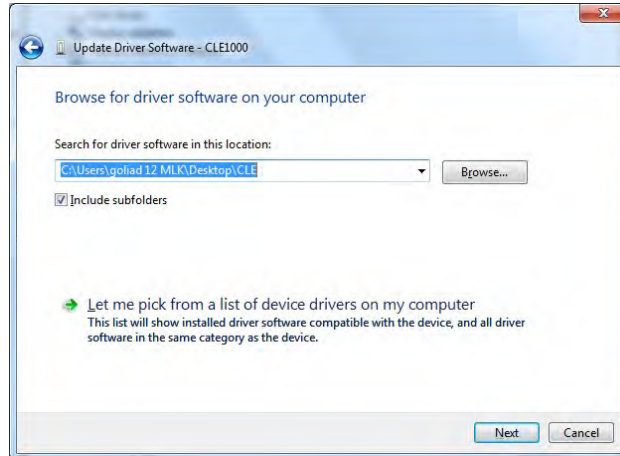 Update Driver Software - CLE1000
Browse for driver software on your computer
Search for driver software in this location:
C:\Users\goliad 12 MLK\Desktop\CLE
Browse...
Include subfolders
Let me pick from a list of device drivers on my computer
This list will show installed driver software compatible with the device, and all driver
software in the same category as the device.
Next
Cancel